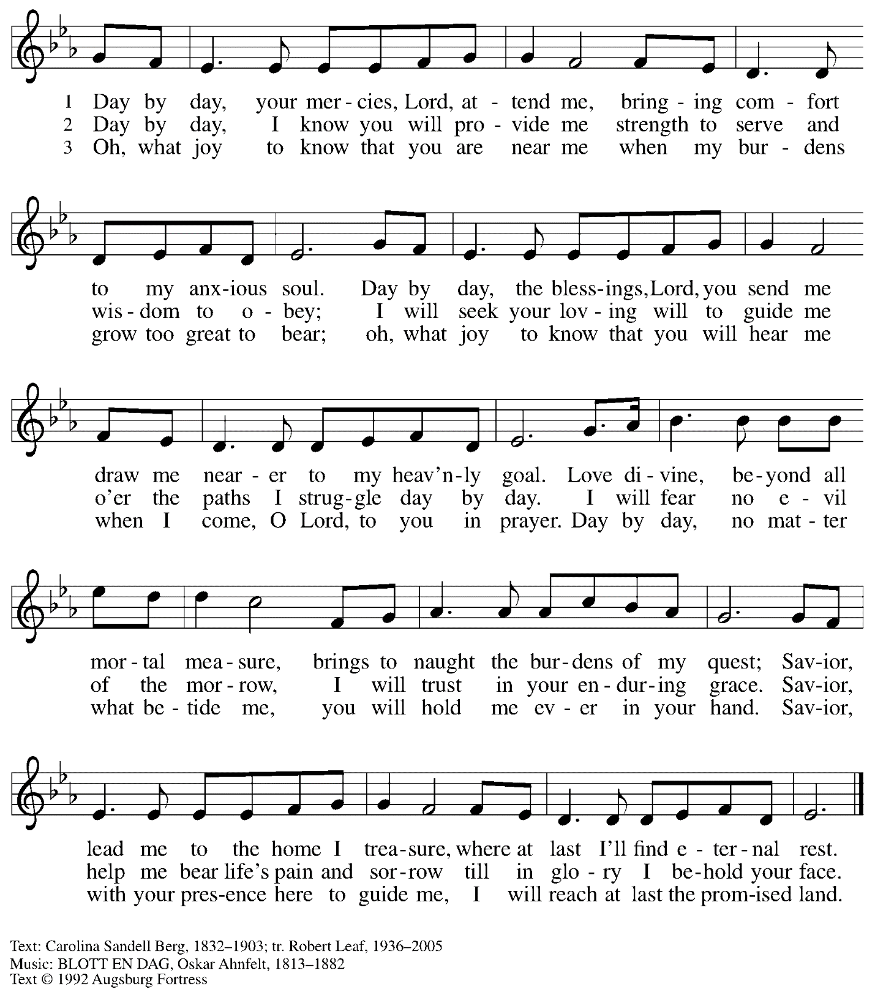 1 Day by day, your mer - cies, Lord, at - tend me, bring - ing com - fort
2 Day by day, I know you will pro - vide me strength to serve and
3 Oh, what joy to know that you are near me when my bur - dens
to my anx - ious soul. Day by day, the bless - ings, Lord, you send me
wis - dom to o - bey; I will seek your lov - ing will to guide me
grow too great to bear; oh, what joy to know that you will hear me
draw me near - er to my heav'n - ly goal. Love di - vine, be - yond all
o'er the paths I strug - gle day by day. I will fear no e - vil
when I come, O Lord, to you in prayer. Day by day, no mat - ter
mor - tal mea - sure, brings to naught the bur - dens of my quest; Sav - ior,
of the mor - row, I will trust in your en - dur - ing grace. Sav - ior,
what be - tide me, you will hold me ev - er in your hand. Sav - ior,
lead me to the home I trea - sure, where at last I'll find e - ter - nal rest.
help me bear life's pain and sor - row till in glo - ry I be - hold your face.
with your pres - ence here to guide me, I will reach at last the prom - ised land.
Text: Carolina Sandell Berg, 1832–1903; tr. Robert Leaf, 1936–2005
Music: BLOTT EN DAG, Oskar Ahnfelt, 1813–1882
Text © 1992 Augsburg Fortress